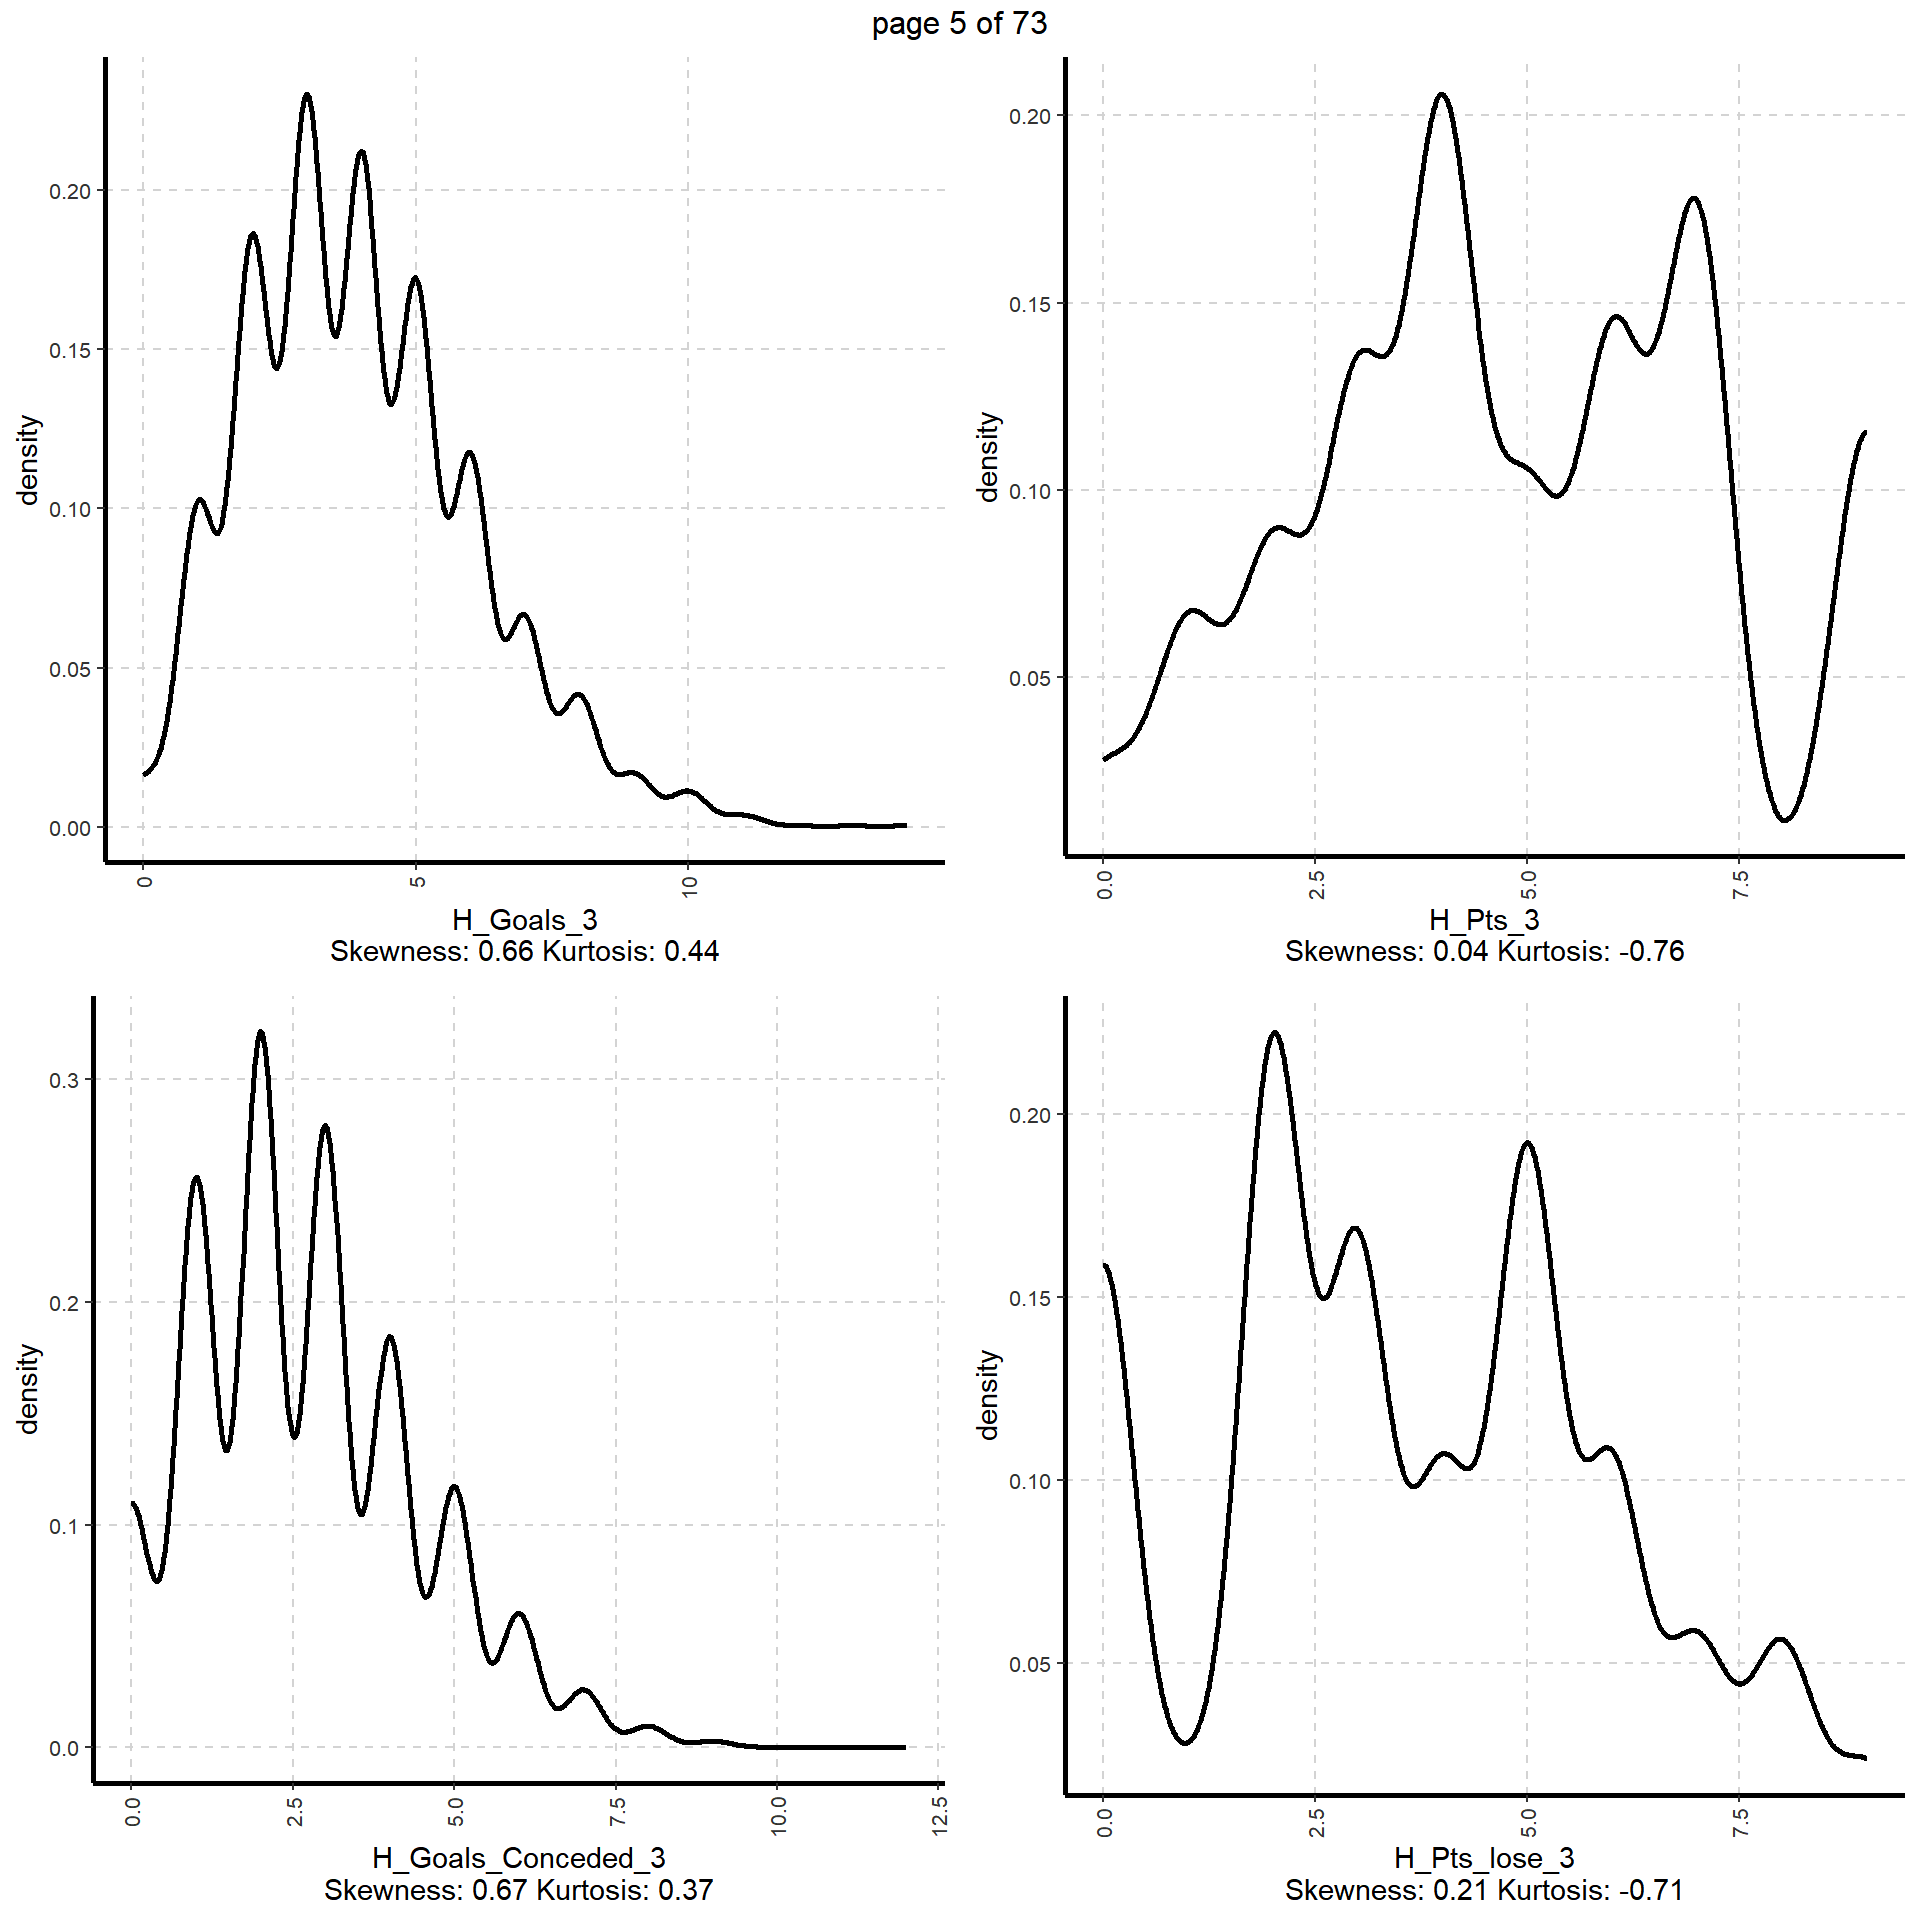 page 5 of 73
density
0.20
0.15
0.10
0.05
0.00
0
5
10
H_Goals_3
Skewness: 0.66 Kurtosis: 0.44
density
0.20
0.15
0.10
0.05
0.0
2.5
5.0
7.5
H_Pts_3
Skewness: 0.04 Kurtosis: -0.76
density
0.3
0.2
0.1
0.0
0.0
2.5
5.0
7.5
10.0
12.5
H_Goals_Conceded_3
Skewness: 0.67 Kurtosis: 0.37
density
0.20
0.15
0.10
0.05
0.0
2.5
5.0
7.5
H_Pts_lose_3
Skewness: 0.21 Kurtosis: -0.71